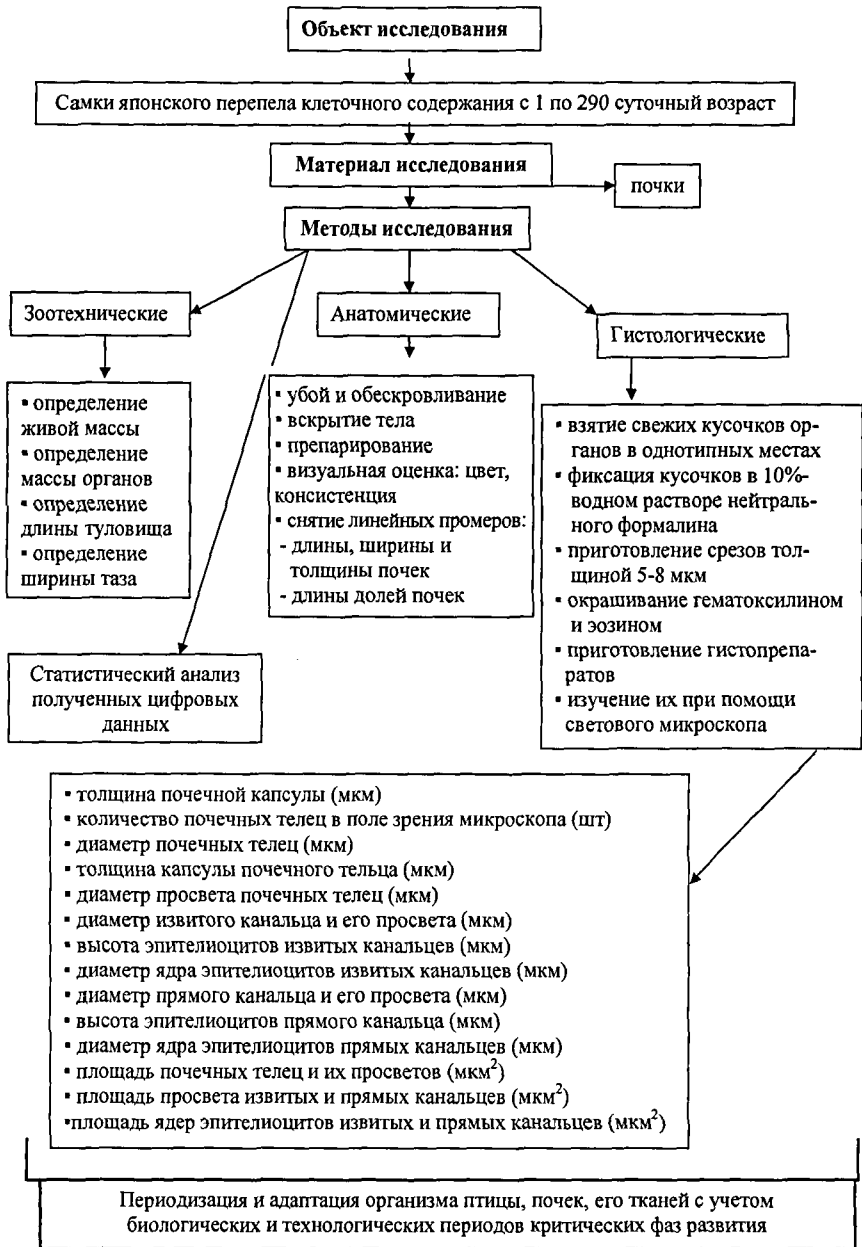 Объект исследования
Самки японского перепела клеточного содержания с 1 по 290 суточный возраст
Материал исследования
почки
Методы исследования
Зоотехнические
Анатомические
Гистологические
▪ определение
живой массы
▪ определение
массы органов
▪ определение
длины туловища
▪ определение
ширины таза
▪ убой и обескровливание
▪ вскрытие тела
▪ препарирование
▪ визуальная оценка: цвет,
консистенция
▪ снятие линейных промеров:
- длины, ширины и
толщины почек
- длины долей почек
▪ взятие свежих кусочков ор-
ганов в однотипных местах
▪ фиксация кусочков в 10%-
водном растворе нейтраль-
ного формалина
▪ приготовление срезов тол-
щиной 5-8 мкм
▪ окрашивание гематоксилином
и эозином
▪ приготовление гистопрепа-
ратов
▪ изучение их при помощи
светового микроскопа
Статистический анализ
полученных цифровых
данных
▪ толщина почечной капсулы (мкм)
▪ количество почечных телец в поле зрения микроскопа (шт)
▪ диаметр почечных телец (мкм)
▪ толщина капсулы почечного тельца (мкм)
▪ диаметр просвета почечных телец (мкм)
▪ диаметр извитого канальца и его просвета (мкм)
▪ высота эпителиоцитов извитых канальцев (мкм)
▪ диаметр ядра эпителиоцитов извитых канальцев (мкм)
▪ диаметр прямого канальца и его просвета (мкм)
▪ высота эпителиоцитов прямого канальца (мкм)
▪ диаметр ядра эпителиоцитов прямых канальцев (мкм)
▪ площадь почечных телец и их просветов (мкм²)
▪ площадь просвета извитых и прямых канальцев (мкм²)
▪площадь ядер эпителиоцитов извитых и прямых канальцев (мкм²)
Периодизация и адаптация организма птицы, почек, его тканей с учетом
биологических и технологических периодов критических фаз развития